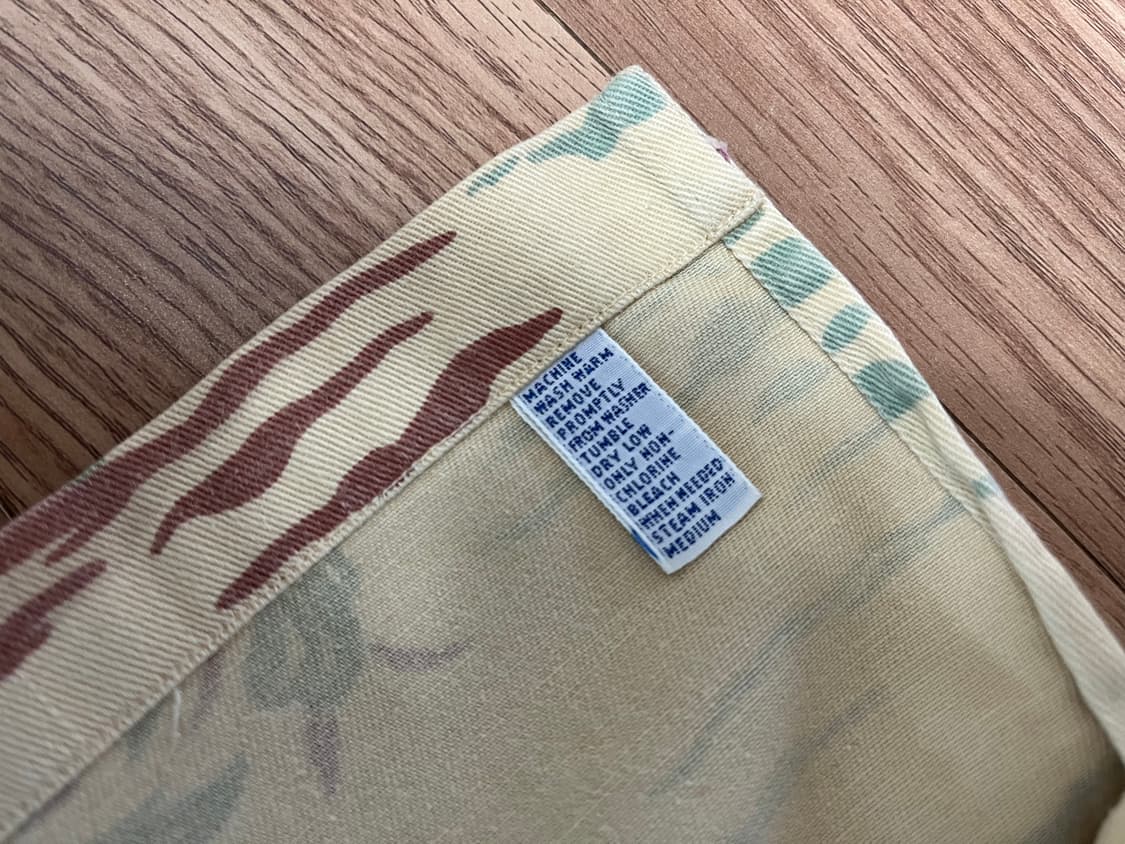 MACHINE
WASH WARM
REMOVE
PROMPTLY
FROM WASHER
TUMBLE
DRY LOW
ONLY NON-
CHLORINE
BLEACH
WHEN NEEDED
STEAM IRON
MEDIUM